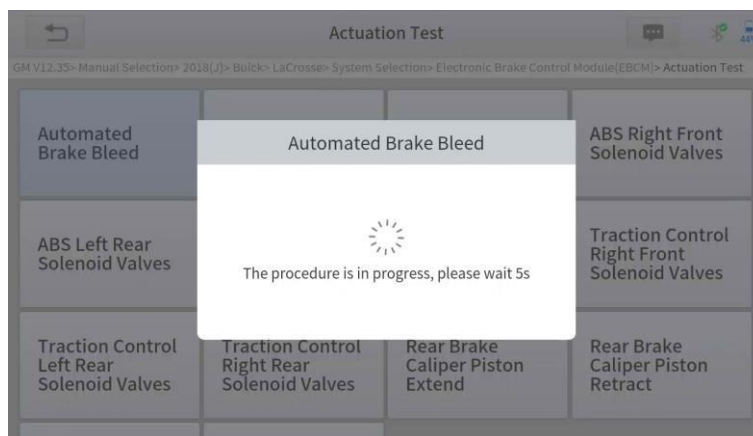 Actuation Test
GM V12.35> Manual Selection> 2018(J)> Buick> LaCrosse> System Selection> Electronic Brake Control Module(EBCM)> Actuation Test
Automated
Brake Bleed
ABS Right Front
Solenoid Valves
Automated Brake Bleed
The procedure is in progress, please wait 5s
ABS Left Rear
Solenoid Valves
Traction Control
Right Front
Solenoid Valves
Traction Control
Left Rear
Solenoid Valves
Traction Control
Right Rear
Solenoid Valves
Rear Brake
Caliper Piston
Extend
Rear Brake
Caliper Piston
Retract